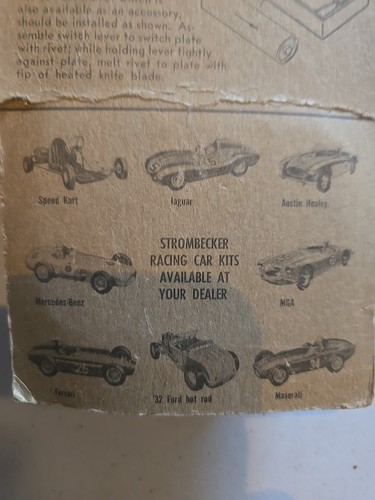 also available as an accessory,
should be installed as shown. As-
semble switch lever to switch plate
with rivet; while holding lever tightly
against plate, melt rivet to plate with
tip of heated knife blade.
Speed Kart
Jaguar
Austin Healey
STROMBECKER
RACING CAR KITS
AVAILABLE AT
YOUR DEALER
Mercedes-Benz
MGA
25
Ferrari
'32 Ford hot rod
Maserati